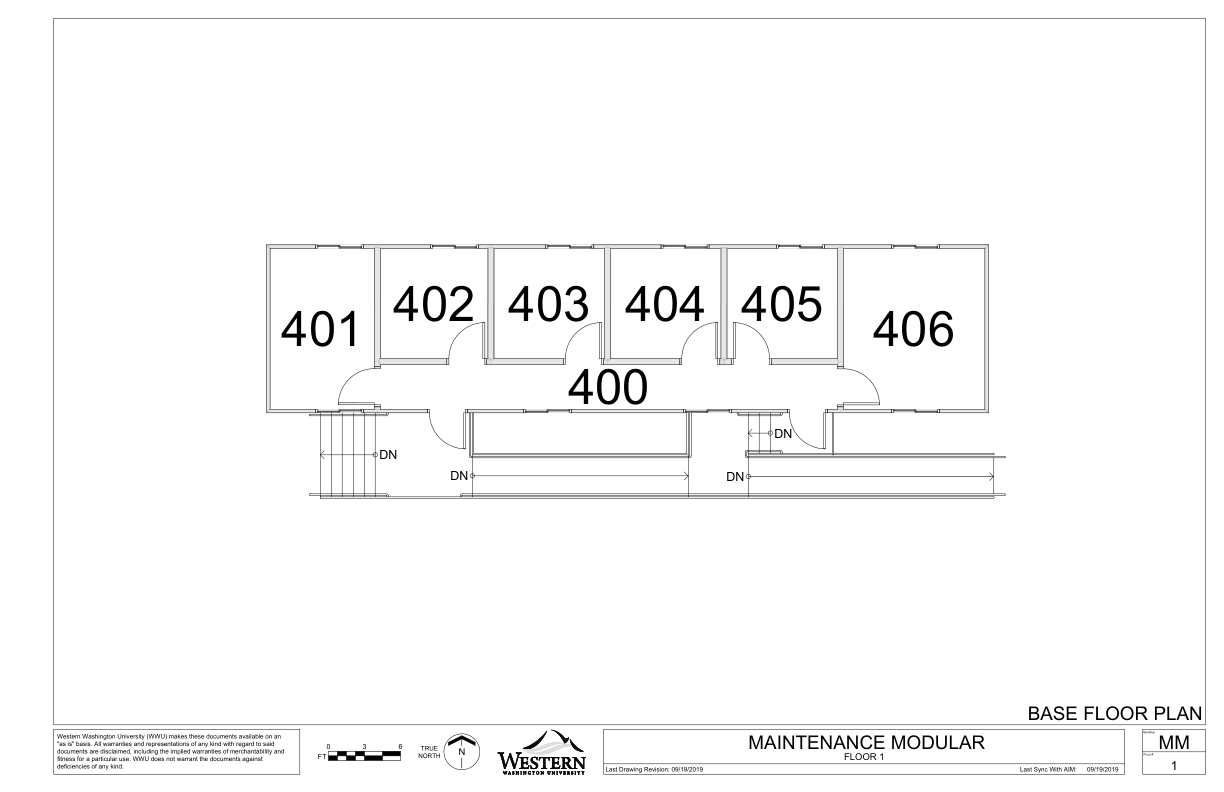 402 403 404 405
401 406
400
DN
DN
DN
DN
BASE FLOOR PLAN
Western Washington University (WWU) makes these documents available on an
"as is" basis. All warranties and representations of any kind with regard to said
documents are disclaimed, including the implied warranties of merchantability and
fitness for a particular use. WWU does not warrant the documents against
deficiencies of any kind.
0 3 6
FT
TRUE
NORTH
N
WESTERN
WASHINGTON UNIVERSITY
MAINTENANCE MODULAR
FLOOR 1
Last Drawing Revision: 09/19/2019
Last Sync With AIM: 09/19/2019
MM
1